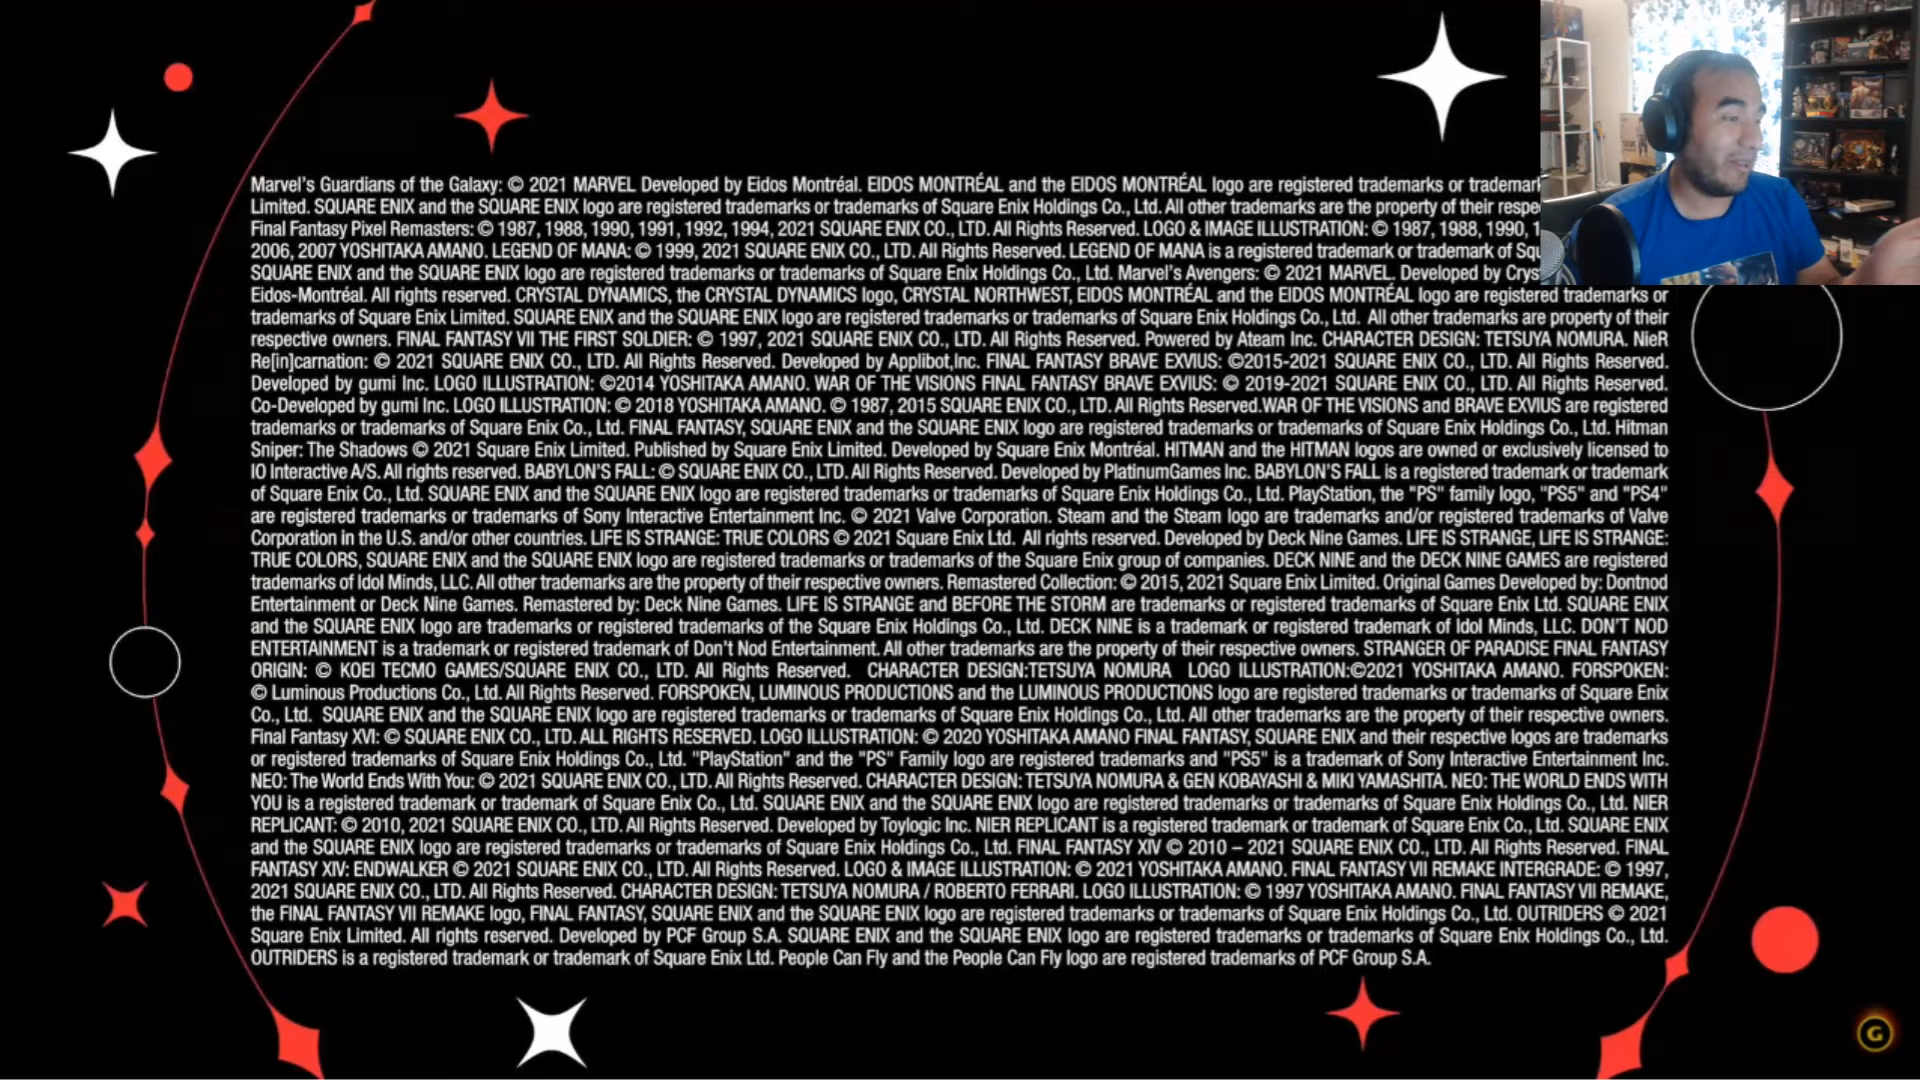 Marvel's Guardians of the Galaxy: © 2021 MARVEL Developed by Eidos Montréal. EIDOS MONTRÉAL and the EIDOS MONTRÉAL logo are registered trademarks or
Limited. SQUARE ENIX and the SQUARE ENIX logo are registered trademarks or trademarks of Square Enix Holdings Co., Ltd. All other trademarks are the property of their
Final Fantasy Pixel Remasters: © 1987, 1988, 1990, 1991, 1992, 1994, 2021 SQUARE ENIX CO., LTD. All Rights Reserved. LOGO & IMAGE ILLUSTRATION: © 1987, 1988, 1990,
2006, 2007 YOSHITAKA AMANO. LEGEND OF MANA: © 1999, 2021 SQUARE ENIX CO., LTD. All Rights Reserved. LEGEND OF MANA is a registered trademark or trademark of
SQUARE ENIX and the SQUARE ENIX logo are registered trademarks or trademarks of Square Enix Holdings Co., Ltd. Marvel's Avengers: © 2021 MARVEL. Developed by
Eidos-Montréal. All rights reserved. CRYSTAL DYNAMICS, the CRYSTAL DYNAMICS logo, CRYSTAL NORTHWEST, EIDOS MONTRÉAL and the EIDOS MONTRÉAL logo are registered trademarks or
trademarks of Square Enix Limited. SQUARE ENIX and the SQUARE ENIX logo are registered trademarks or trademarks of Square Enix Holdings Co., Ltd. All other trademarks are property of their
respective owners. FINAL FANTASY VII THE FIRST SOLDIER: © 1997, 2021 SQUARE ENIX CO., LTD. All Rights Reserved. Powered by Ateam Inc. CHARACTER DESIGN: TETSUYA NOMURA. NieR
Re[in]carnation: © 2021 SQUARE ENIX CO., LTD. All Rights Reserved. Developed by Applibot,Inc. FINAL FANTASY BRAVE EXVIUS: ©2015-2021 SQUARE ENIX CO., LTD. All Rights Reserved.
Developed by gumi Inc. LOGO ILLUSTRATION: ©2014 YOSHITAKA AMANO. WAR OF THE VISIONS FINAL FANTASY BRAVE EXVIUS: © 2019-2021 SQUARE ENIX CO., LTD. All Rights Reserved.
Co-Developed by gumi Inc. LOGO ILLUSTRATION: © 2018 YOSHITAKA AMANO. © 1987, 2015 SQUARE ENIX CO., LTD. All Rights Reserved.WAR OF THE VISIONS and BRAVE EXVIUS are registered
trademarks or trademarks of Square Enix Co., Ltd. FINAL FANTASY, SQUARE ENIX and the SQUARE ENIX logo are registered trademarks or trademarks of Square Enix Holdings Co., Ltd. Hitman
Sniper: The Shadows © 2021 Square Enix Limited. Published by Square Enix Limited. Developed by Square Enix Montréal. HITMAN and the HITMAN logos are owned or exclusively licensed to
IO Interactive A/S. All rights reserved. BABYLON'S FALL: © SQUARE ENIX CO., LTD. All Rights Reserved. Developed by PlatinumGames Inc. BABYLON'S FALL is a registered trademark or trademark
of Square Enix Co., Ltd. SQUARE ENIX and the SQUARE ENIX logo are registered trademarks or trademarks of Square Enix Holdings Co., Ltd. PlayStation, the "PS" family logo, "PS5" and "PS4"
are registered trademarks or trademarks of Sony Interactive Entertainment Inc. © 2021 Valve Corporation. Steam and the Steam logo are trademarks and/or registered trademarks of Valve
Corporation in the U.S. and/or other countries. LIFE IS STRANGE: TRUE COLORS © 2021 Square Enix Ltd. All rights reserved. Developed by Deck Nine Games. LIFE IS STRANGE, LIFE IS STRANGE:
TRUE COLORS, SQUARE ENIX and the SQUARE ENIX logo are registered trademarks or trademarks of the Square Enix group of companies. DECK NINE and the DECK NINE GAMES are registered
trademarks of Idol Minds, LLC. All other trademarks are the property of their respective owners. Remastered Collection: © 2015, 2021 Square Enix Limited. Original Games Developed by: Dontnod
Entertainment or Deck Nine Games. Remastered by: Deck Nine Games. LIFE IS STRANGE and BEFORE THE STORM are trademarks or registered trademarks of Square Enix Ltd. SQUARE ENIX
and the SQUARE ENIX logo are trademarks or registered trademarks of the Square Enix Holdings Co., Ltd. DECK NINE is a trademark or registered trademark of Idol Minds, LLC. DON'T NOD
ENTERTAINMENT is a trademark or registered trademark of Don't Nod Entertainment. All other trademarks are the property of their respective owners. STRANGER OF PARADISE FINAL FANTASY
ORIGIN: © KOEI TECMO GAMES/SQUARE ENIX CO., LTD. All Rights Reserved. CHARACTER DESIGN:TETSUYA NOMURA LOGO ILLUSTRATION:©2021 YOSHITAKA AMANO. FORSPOKEN:
© Luminous Productions Co., Ltd. All Rights Reserved. FORSPOKEN, LUMINOUS PRODUCTIONS and the LUMINOUS PRODUCTIONS logo are registered trademarks or trademarks of Square Enix
Co., Ltd. SQUARE ENIX and the SQUARE ENIX logo are registered trademarks or trademarks of Square Enix Holdings Co., Ltd. All other trademarks are the property of their respective owners.
Final Fantasy XVI: © SQUARE ENIX CO., LTD. ALL RIGHTS RESERVED. LOGO ILLUSTRATION: © 2020 YOSHITAKA AMANO FINAL FANTASY, SQUARE ENIX and their respective logos are trademarks
or registered trademarks of Square Enix Holdings Co., Ltd. "PlayStation" and the "PS" Family logo are registered trademarks and "PS5" is a trademark of Sony Interactive Entertainment Inc.
NEO: The World Ends With You: © 2021 SQUARE ENIX CO., LTD. All Rights Reserved. CHARACTER DESIGN: TETSUYA NOMURA & GEN KOBAYASHI & MIKI YAMASHITA. NEO: THE WORLD ENDS WITH
YOU is a registered trademark or trademark of Square Enix Co., Ltd. SQUARE ENIX and the SQUARE ENIX logo are registered trademarks or trademarks of Square Enix Holdings Co., Ltd. NIER
REPLICANT: © 2010, 2021 SQUARE ENIX CO., LTD. All Rights Reserved. Developed by Toylogic Inc. NIER REPLICANT is a registered trademark or trademark of Square Enix Co., Ltd. SQUARE ENIX
and the SQUARE ENIX logo are registered trademarks or trademarks of Square Enix Holdings Co., Ltd. FINAL FANTASY XIV © 2010 – 2021 SQUARE ENIX CO., LTD. All Rights Reserved. FINAL
FANTASY XIV: ENDWALKER © 2021 SQUARE ENIX CO., LTD. All Rights Reserved. LOGO & IMAGE ILLUSTRATION: © 2021 YOSHITAKA AMANO. FINAL FANTASY VII REMAKE INTERGRADE: © 1997,
2021 SQUARE ENIX CO., LTD. All Rights Reserved. CHARACTER DESIGN: TETSUYA NOMURA / ROBERTO FERRARI. LOGO ILLUSTRATION: © 1997 YOSHITAKA AMANO. FINAL FANTASY VII REMAKE,
the FINAL FANTASY VII REMAKE logo, FINAL FANTASY, SQUARE ENIX and the SQUARE ENIX logo are registered trademarks or trademarks of Square Enix Holdings Co., Ltd. OUTRIDERS © 2021
Square Enix Limited. All rights reserved. Developed by PCF Group S.A. SQUARE ENIX and the SQUARE ENIX logo are registered trademarks or trademarks of Square Enix Holdings Co., Ltd.
OUTRIDERS is a registered trademark or trademark of Square Enix Ltd. People Can Fly and the People Can Fly logo are registered trademarks of PCF Group S.A.
G